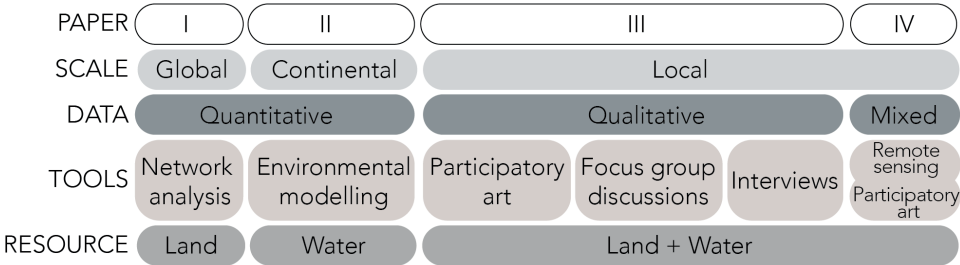 PAPER I II III IV
SCALE Global Continental Local
DATA Quantitative Qualitative Mixed
TOOLS Network analysis Environmental modelling Participatory art Focus group discussions Interviews Remote sensing Participatory art
RESOURCE Land Water Land + Water